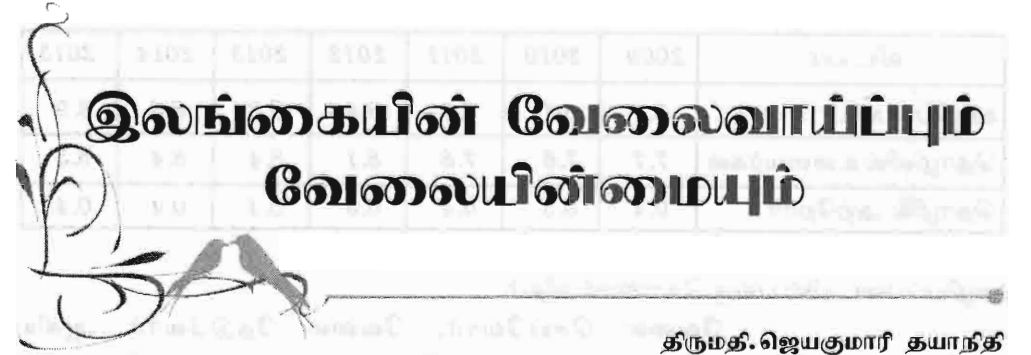 இலங்கையின் வேலைவாய்ப்பும்
வேலையின்மையும்
திருமதி.ஜெயகுமாரி தயாநிதி